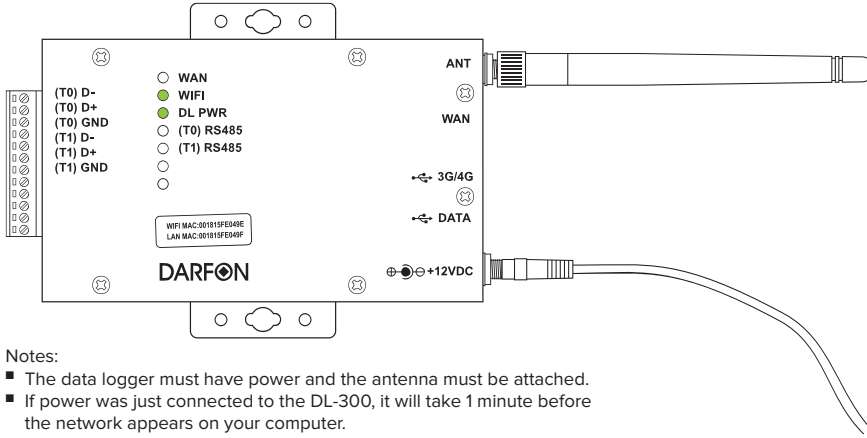 ANT
WAN
WIFI
DL PWR
(T0) RS485
(T1) RS485
(T0) D-
(T0) D+
(T0) GND
(T1) D-
(T1) D+
(T1) GND
WAN
3G/4G
DATA
WIFI MAC:001815FE049E
LAN MAC:001815FE049F
DARFON
+12VDC
Notes:
■ The data logger must have power and the antenna must be attached.
■ If power was just connected to the DL-300, it will take 1 minute before
the network appears on your computer.